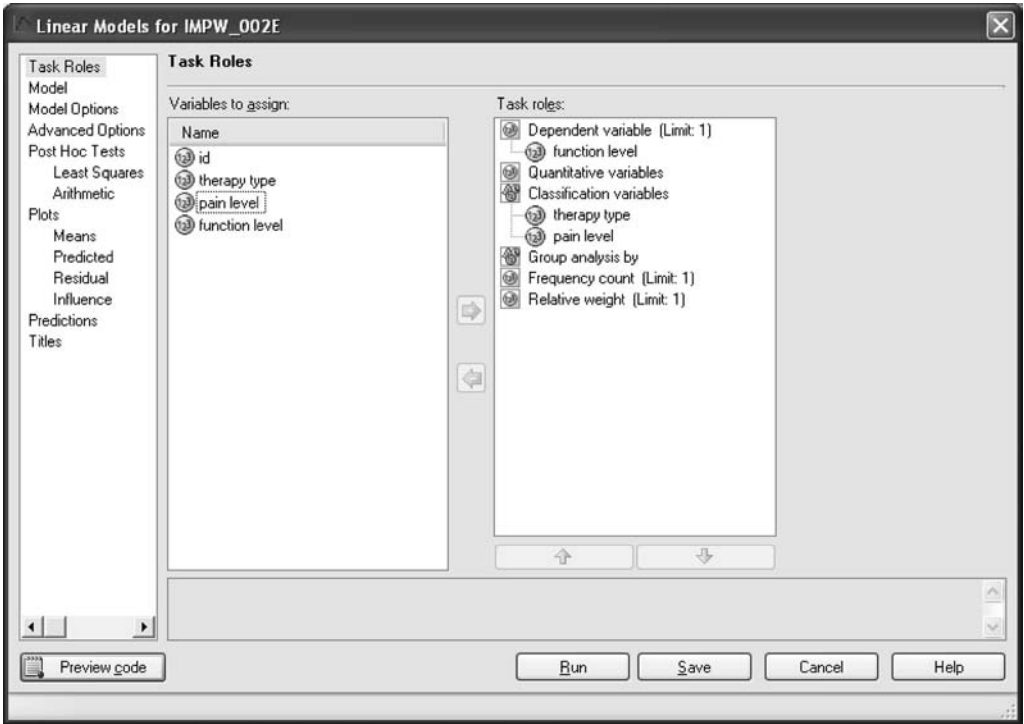 Linear Models for IMPW_002E
Task Roles
Model
Model Options
Advanced Options
Post Hoc Tests
Least Squares
Arithmetic
Plots
Means
Predicted
Residual
Influence
Predictions
Titles
Task Roles
Variables to assign:
Name
id
therapy type
pain level
function level
Task roles:
Dependent variable (Limit: 1)
function level
Quantitative variables
Classification variables
therapy type
pain level
Group analysis by
Frequency count (Limit: 1)
Relative weight (Limit: 1)
Preview code
Run
Save
Cancel
Help